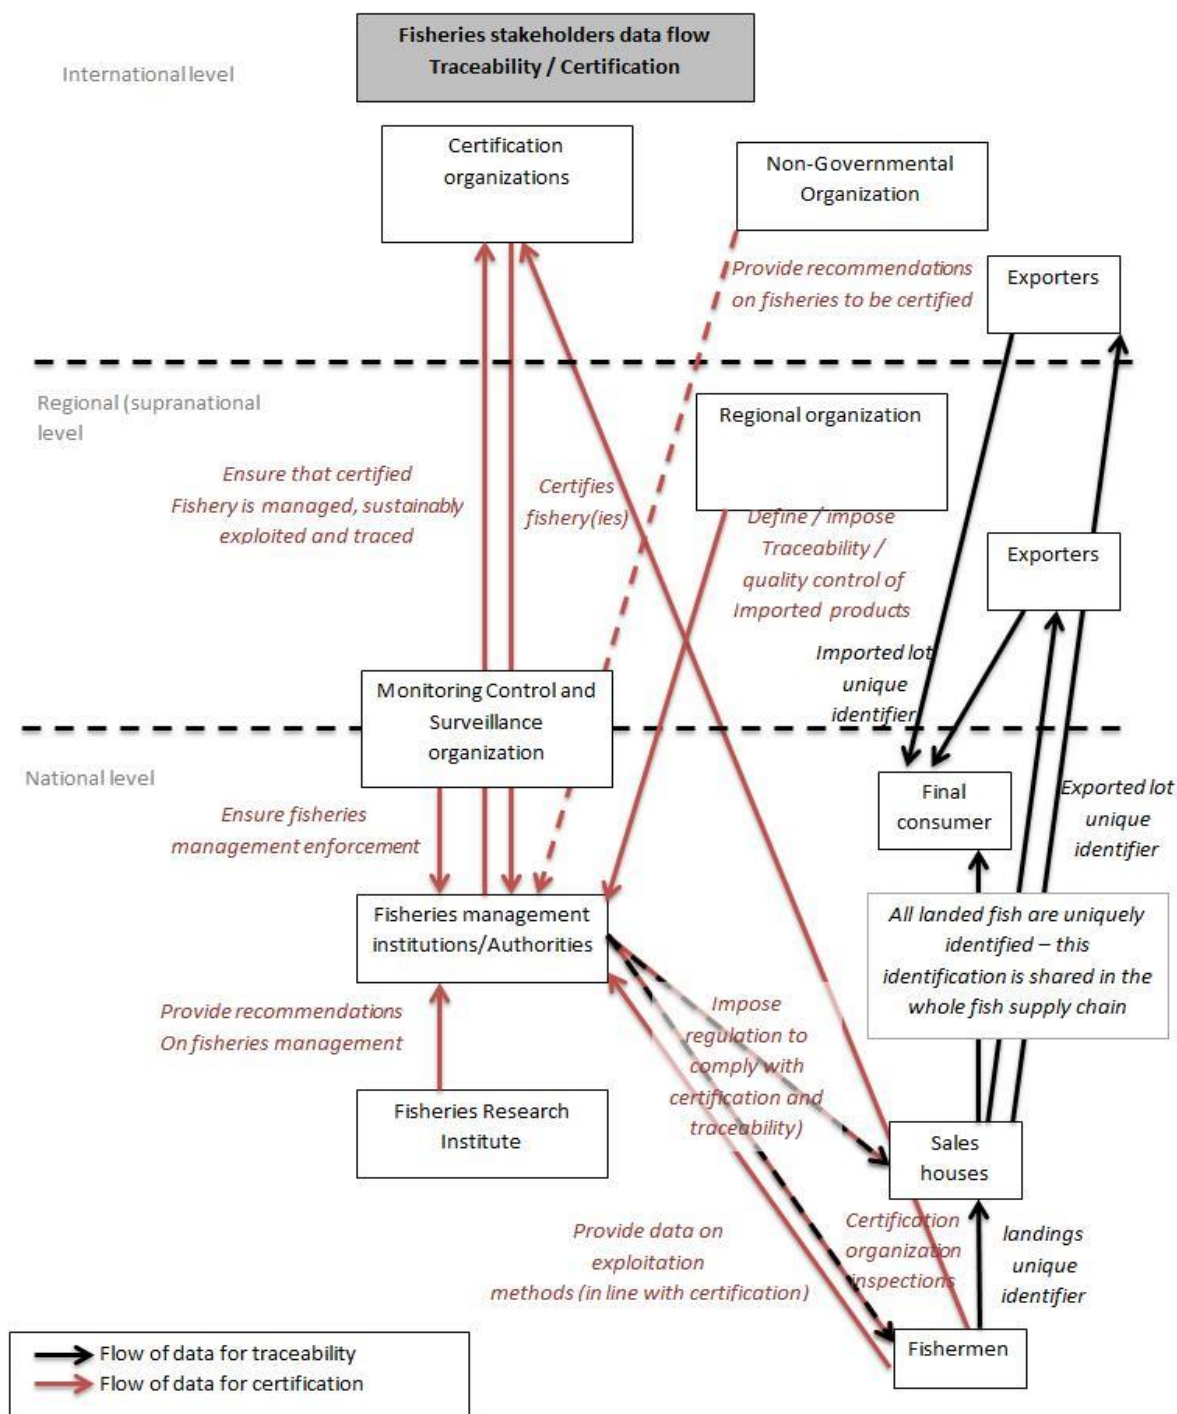 Fisheries stakeholders data flow
Traceability / Certification
International level
Certification
organizations
Non-Governmental
Organization
Provide recommendations
on fisheries to be certified
Exporters
Regional (supranational
level
Regional organization
Ensure that certified
Fishery is managed, sustainably
exploited and traced
Certifies
fishery(ies)
Define / impose
Traceability /
quality control of
Imported products
Exporters
Imported lot
unique
identifier
Monitoring Control and
Surveillance
organization
National level
Final
consumer
Exported lot
unique
identifier
Ensure fisheries
management enforcement
Fisheries management
institutions/Authorities
All landed fish are uniquely
identified – this
identification is shared in the
whole fish supply chain
Provide recommendations
On fisheries management
Impose
regulation to
comply with
certification and
traceability)
Fisheries Research
Institute
Sales
houses
Provide data on
exploitation
methods (in line with certification)
Certification
organization
inspections
landings
unique
identifier
Fishermen
Flow of data for traceability
Flow of data for certification